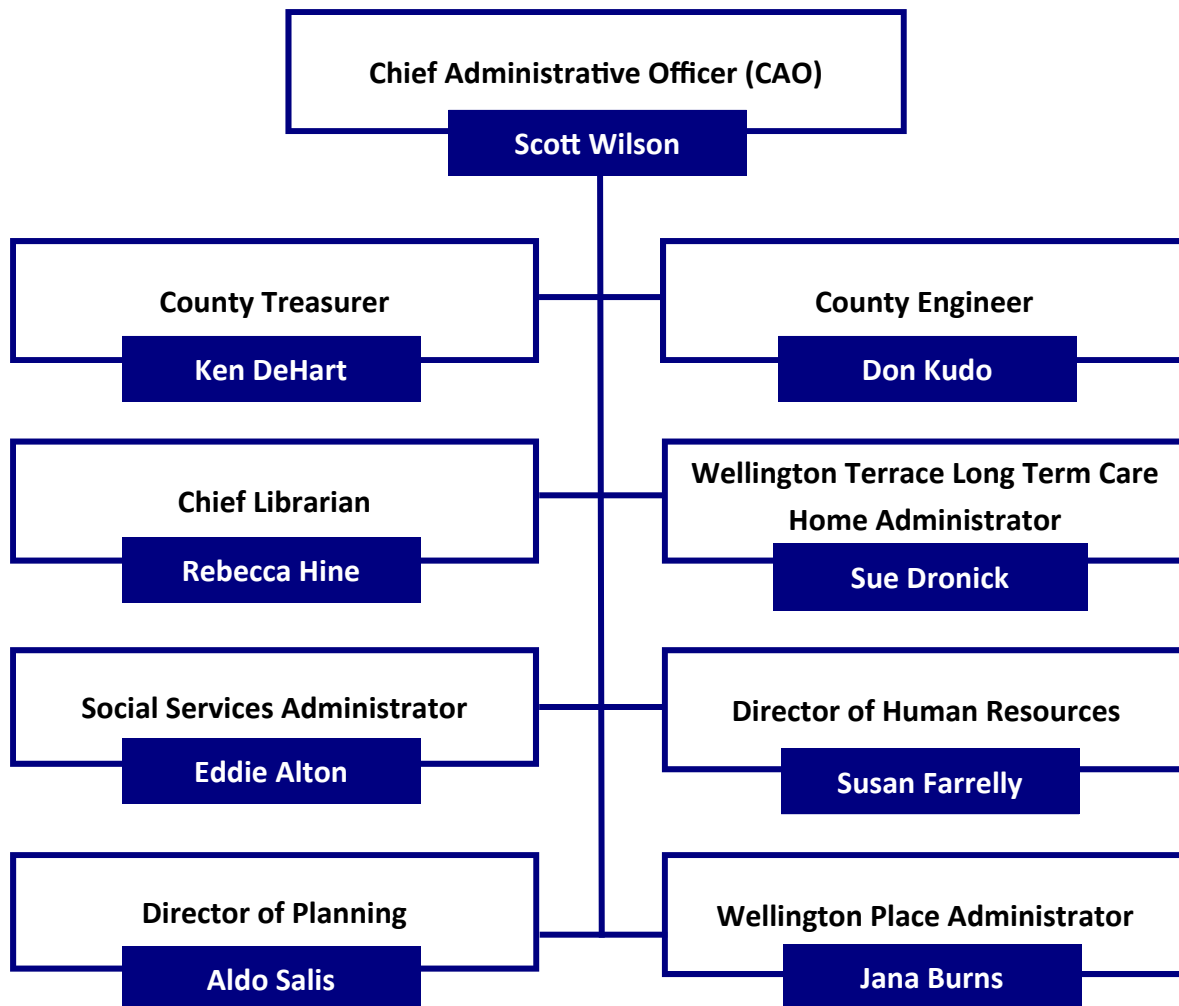 Chief Administrative Officer (CAO)
Scott Wilson
County Treasurer
Ken DeHart
County Engineer
Don Kudo
Chief Librarian
Rebecca Hine
Wellington Terrace Long Term Care
Home Administrator
Sue Dronick
Social Services Administrator
Eddie Alton
Director of Human Resources
Susan Farrelly
Director of Planning
Aldo Salis
Wellington Place Administrator
Jana Burns